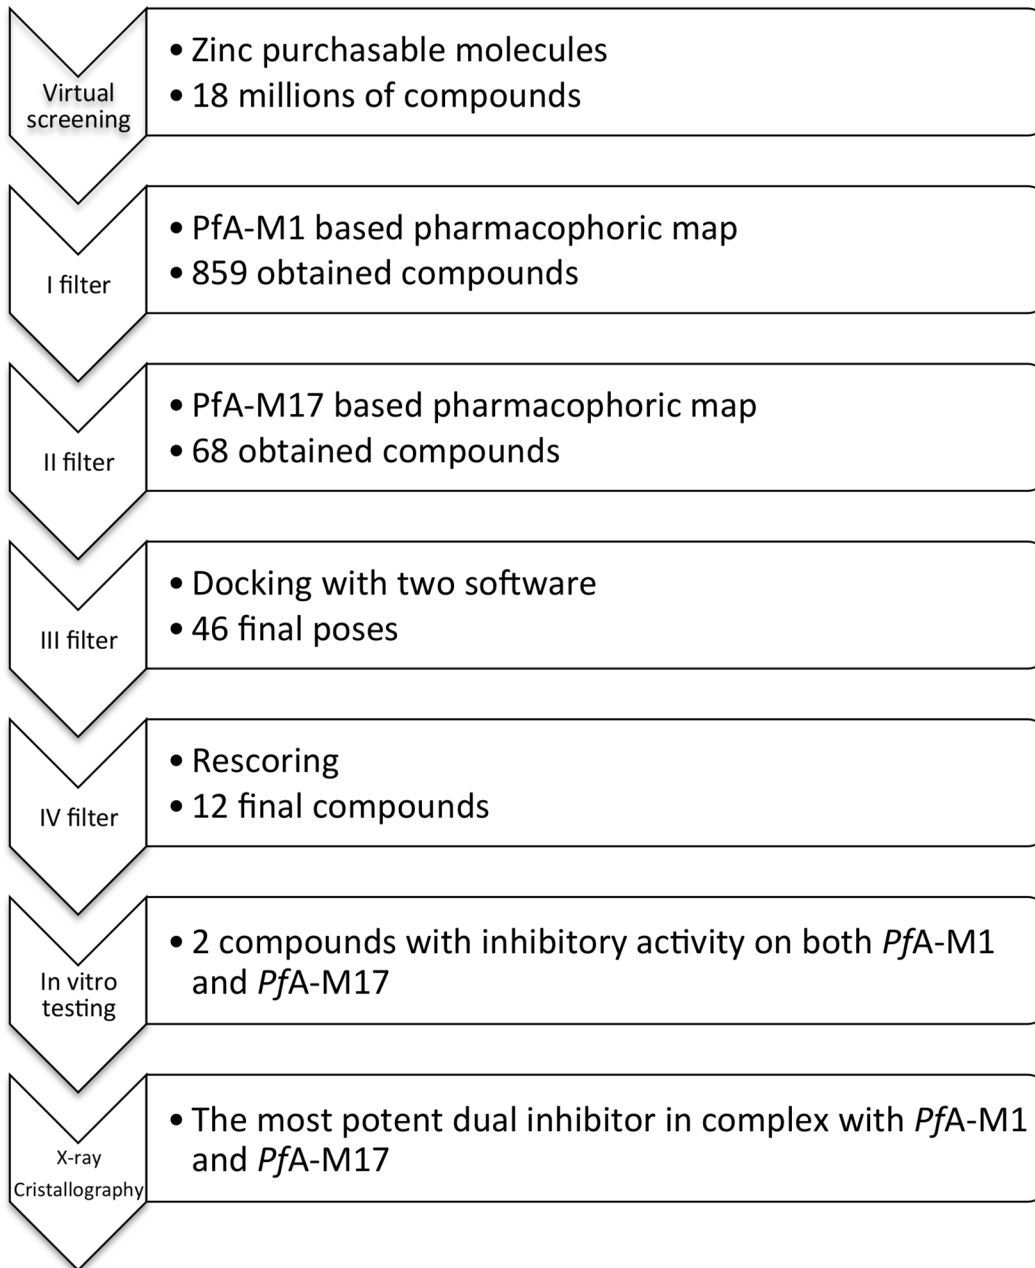 Virtual
screening
• Zinc purchasable molecules
• 18 millions of compounds
I filter
• PfA-M1 based pharmacophoric map
• 859 obtained compounds
II filter
• PfA-M17 based pharmacophoric map
• 68 obtained compounds
III filter
• Docking with two software
• 46 final poses
IV filter
• Rescoring
• 12 final compounds
In vitro
testing
• 2 compounds with inhibitory activity on both PfA-M1
and PfA-M17
X-ray
Cristallography
• The most potent dual inhibitor in complex with PfA-M1
and PfA-M17